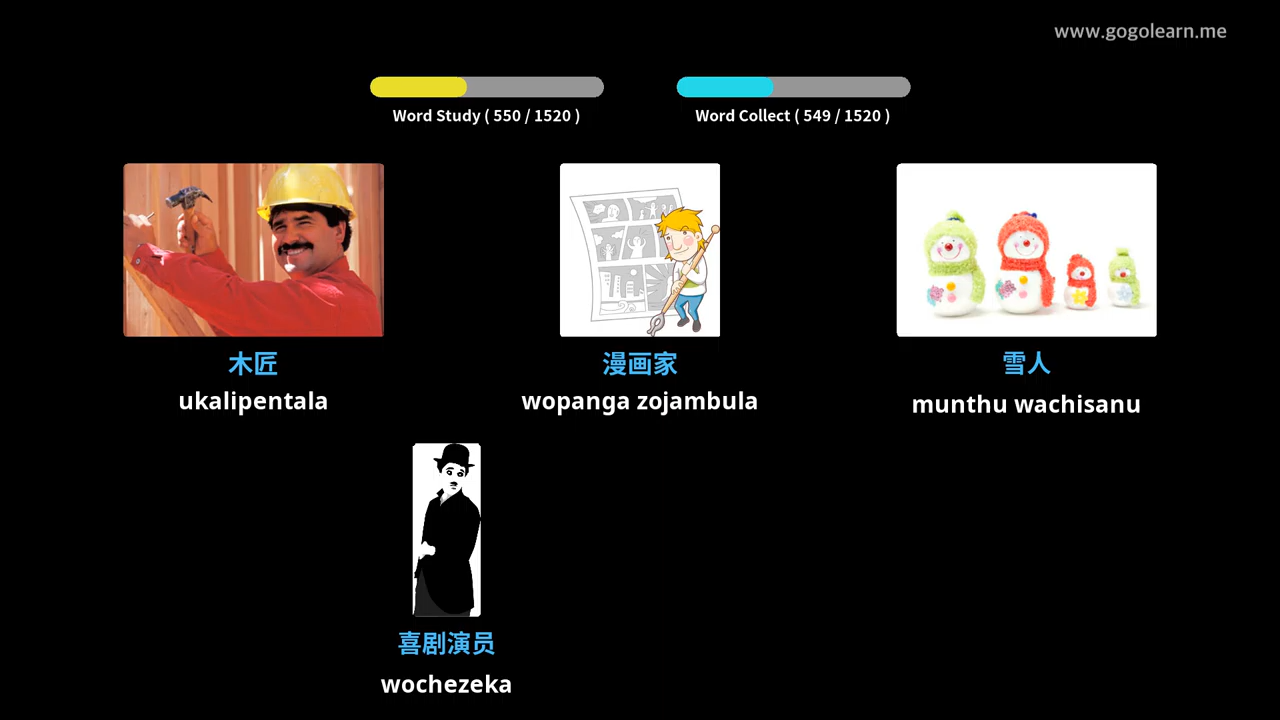 www.gogolearn.me
Word Study ( 550 / 1520 )
Word Collect ( 549 / 1520 )
木匠
ukalipentala
漫画家
wopanga zojambula
雪人
munthu wachisanu
喜剧演员
wochezeka